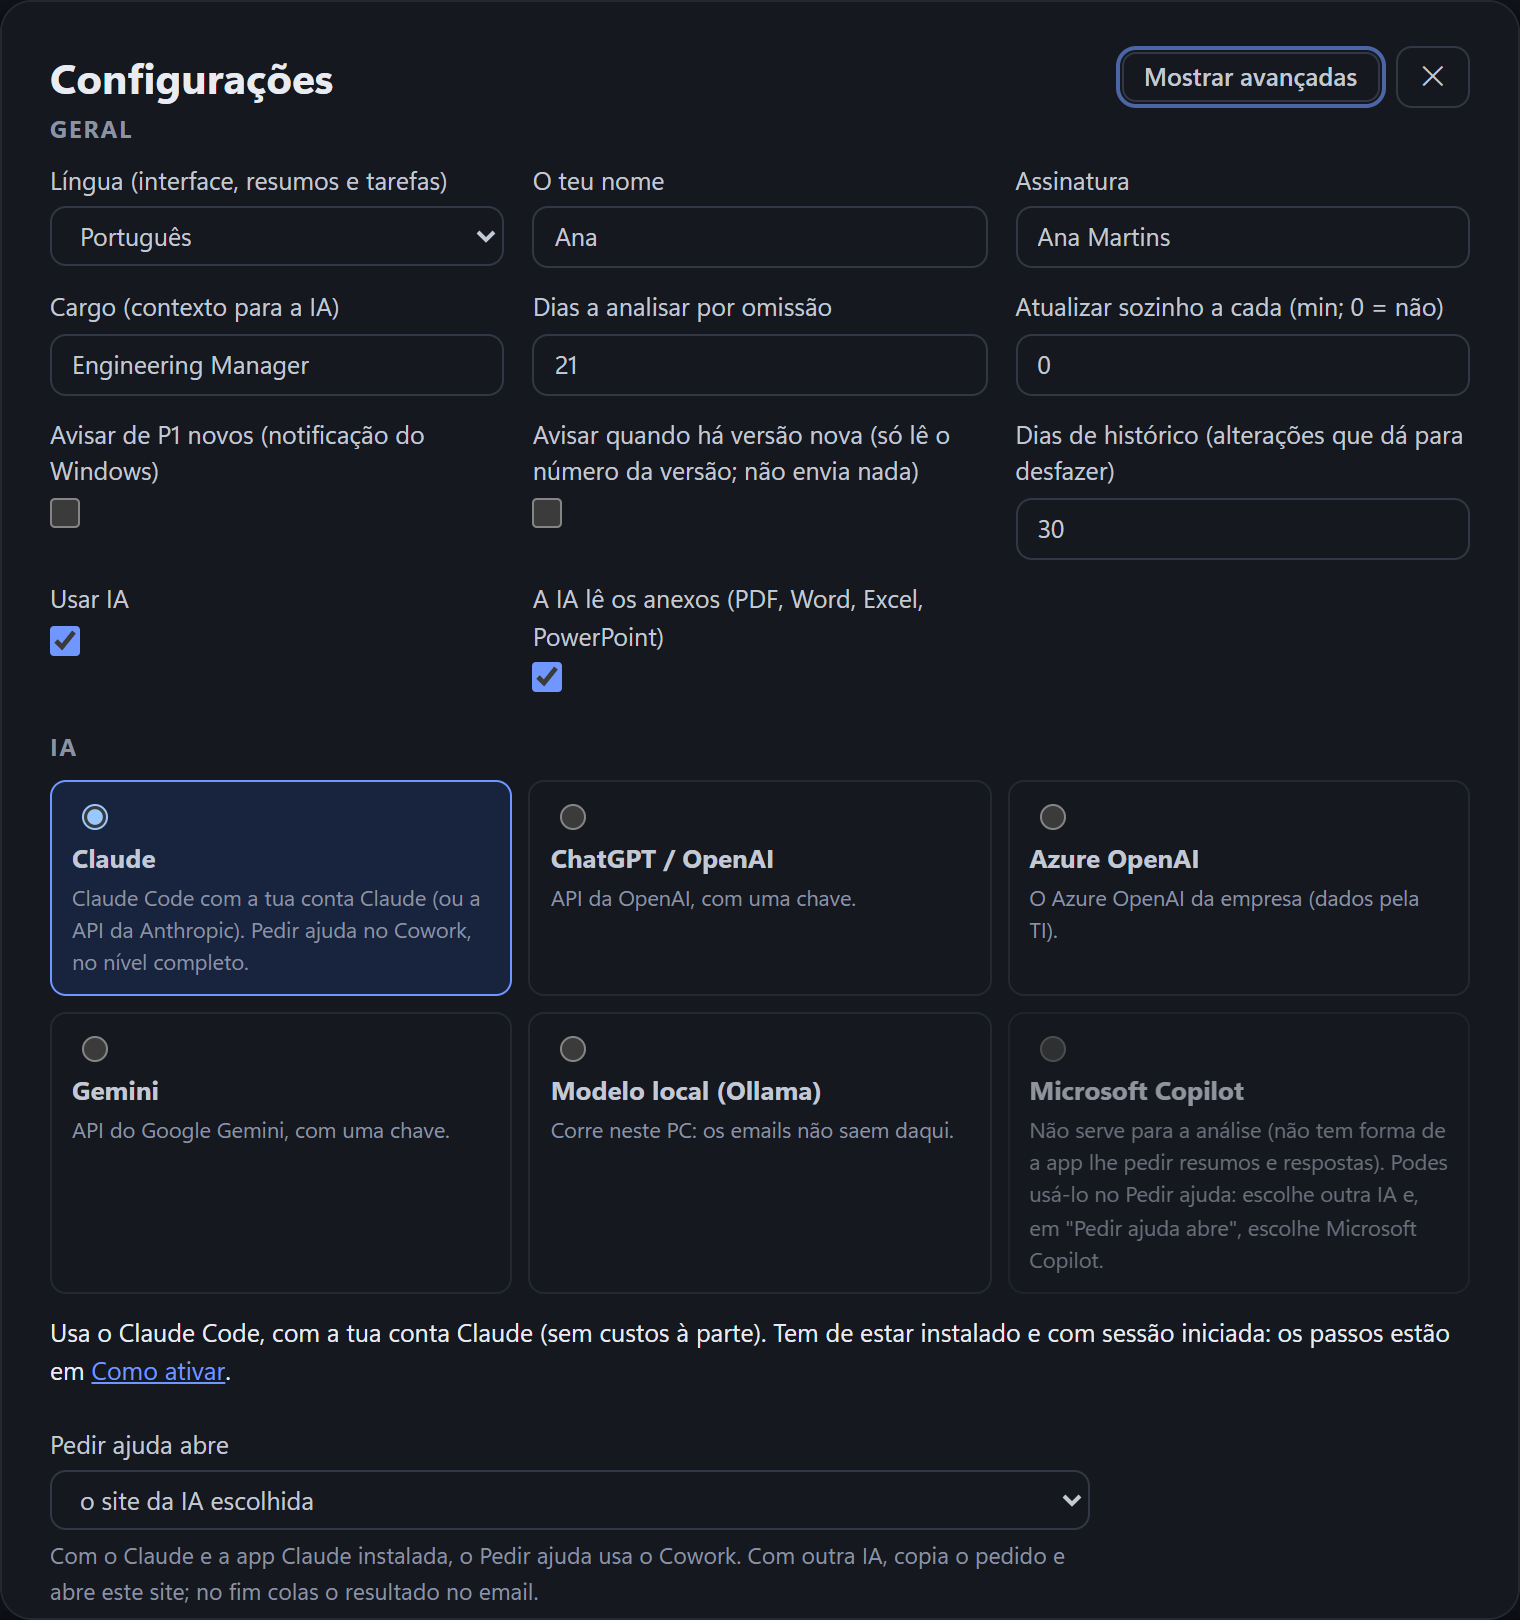 Configurações
Mostrar avançadas
GERAL
Língua (interface, resumos e tarefas)
Português
O teu nome
Ana
Assinatura
Ana Martins
Cargo (contexto para a IA)
Engineering Manager
Dias a analisar por omissão
21
Atualizar sozinho a cada (min; 0 = não)
0
Avisar de P1 novos (notificação do
Windows)
Avisar quando há versão nova (só lê o
número da versão; não envia nada)
Dias de histórico (alterações que dá para
desfazer)
30
Usar IA
A IA lê os anexos (PDF, Word, Excel,
PowerPoint)
IA
Claude
Claude Code com a tua conta Claude (ou a
API da Anthropic). Pedir ajuda no Cowork,
no nível completo.
ChatGPT / OpenAI
API da OpenAI, com uma chave.
Azure OpenAI
O Azure OpenAI da empresa (dados pela
TI).
Gemini
API do Google Gemini, com uma chave.
Modelo local (Ollama)
Corre neste PC: os emails não saem daqui.
Microsoft Copilot
Não serve para a análise (não tem forma de
a app lhe pedir resumos e respostas). Podes
usá-lo no Pedir ajuda: escolhe outra IA e,
em "Pedir ajuda abre", escolhe Microsoft
Copilot.
Usa o Claude Code, com a tua conta Claude (sem custos à parte). Tem de estar instalado e com sessão iniciada: os passos estão
em Como ativar.
Pedir ajuda abre
o site da IA escolhida
Com o Claude e a app Claude instalada, o Pedir ajuda usa o Cowork. Com outra IA, copia o pedido e
abre este site; no fim colas o resultado no email.